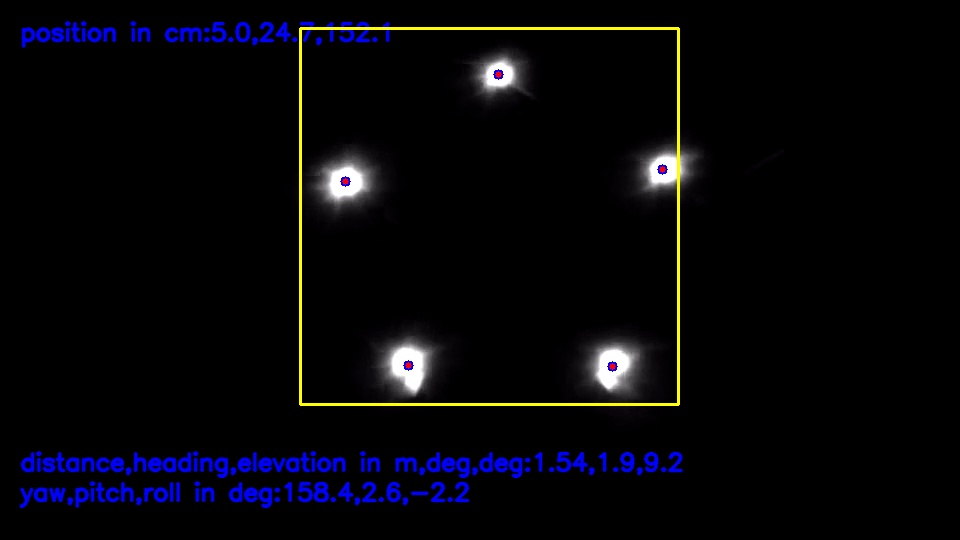 position in cm:5.0,24.7,152.1
distance,heading,elevation in m,deg,deg:1.54,1.9,9.2
yaw,pitch,roll in deg:158.4,2.6,-2.2